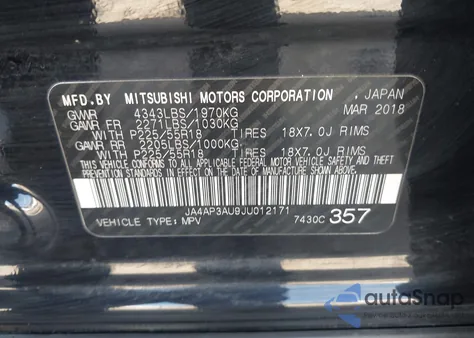 MFD.BY MITSUBISHI MOTORS CORPORATION , JAPAN
GVWR 4343LBS/1970KG MAR 2018
GAWR FR 2271LBS/1030KG
WITH P225/55R18 TIRES 18X7.0J RIMS
GAWR RR 2205LBS/1000KG
WITH P225/55R18 TIRES 18X7.0J RIMS
THIS VEHICLE CONFORMS TO ALL APPLICABLE FEDERAL MOTOR VEHICLE SAFETY AND
THEFT PREVENTION STANDARDS IN EFFECT ON THE DATE OF MANUFACTURE SHOWN ABOVE.
JA4AP3AU9JU012171
VEHICLE TYPE: MPV 7430C 357
autoSnap